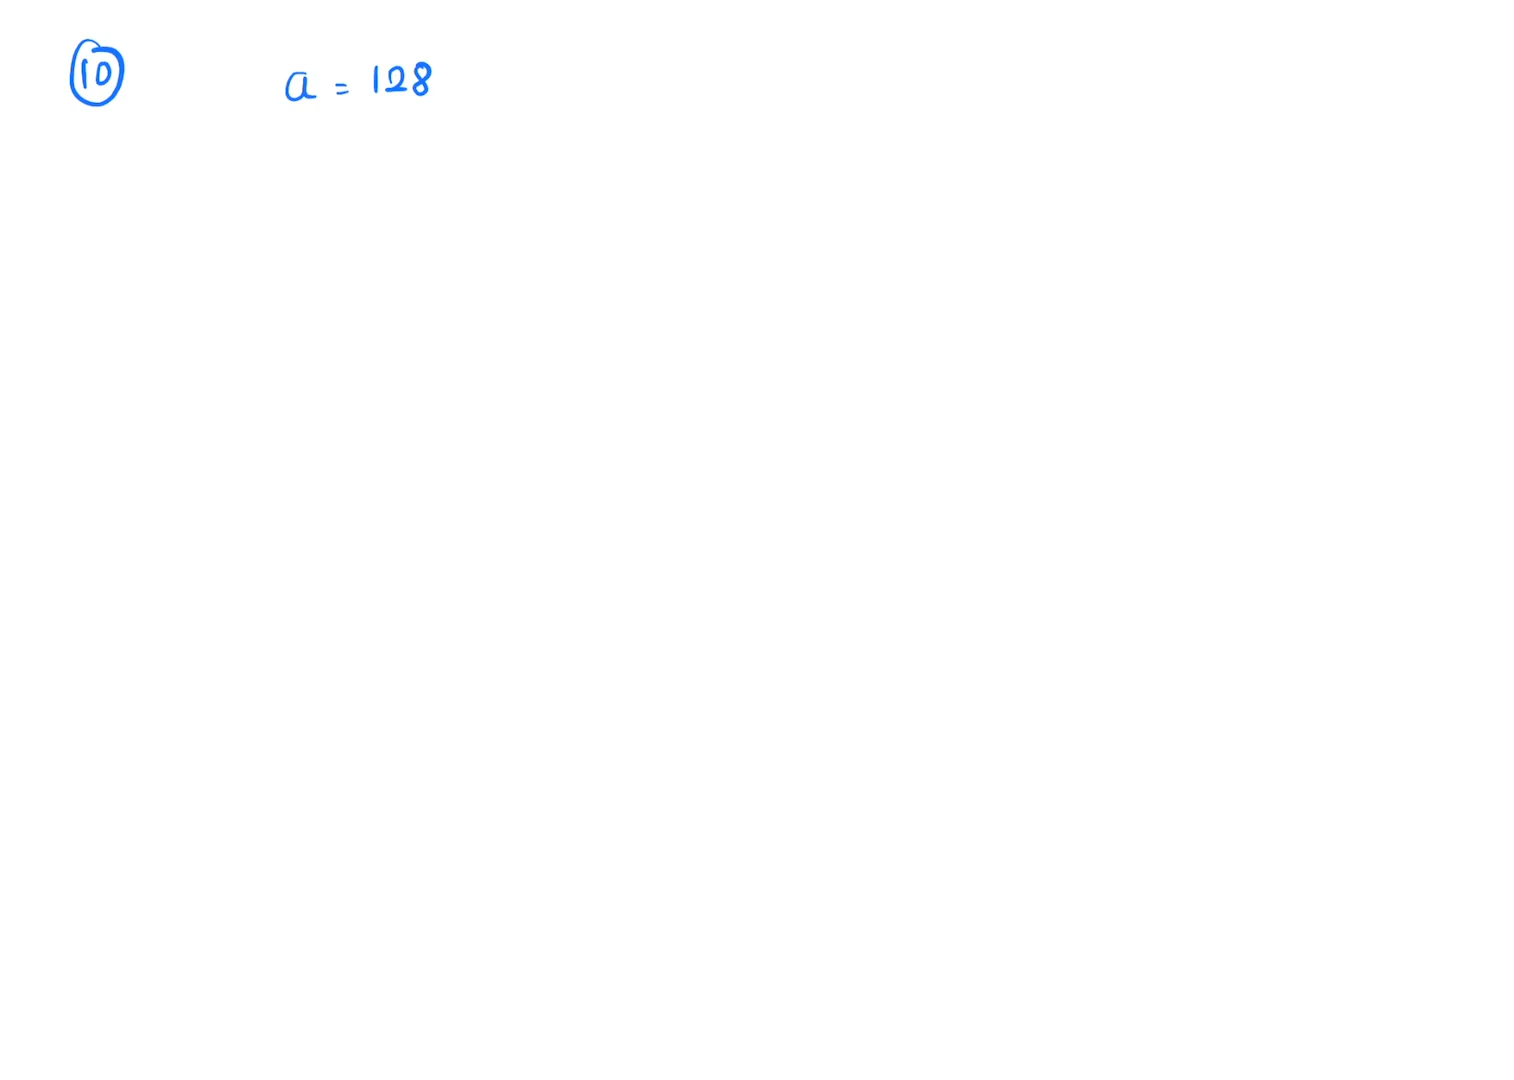 ⑩ a = 128